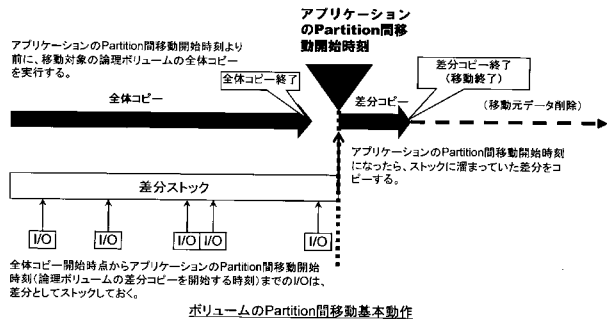 アプリケーション
のPartition間移
動開始時刻
アプリケーションのPartition間移動開始時刻より
前に、移動対象の論理ボリュームの全体コピー
を実行する。
全体コピー終了
差分コピー終了
(移動終了)
全体コピー
差分コピー
(移動元データ削除)
アプリケーションのPartition間移動開始時刻
になったら、ストックに溜まっていた差分をコ
ピーする。
差分ストック
I/O
I/O
I/O
I/O
I/O
全体コピー開始時点からアプリケーションのPartition間移動開始
時刻(論理ボリュームの差分コピーを開始する時刻)までのI/Oは、
差分としてストックしておく。
ボリュームのPartition間移動基本動作